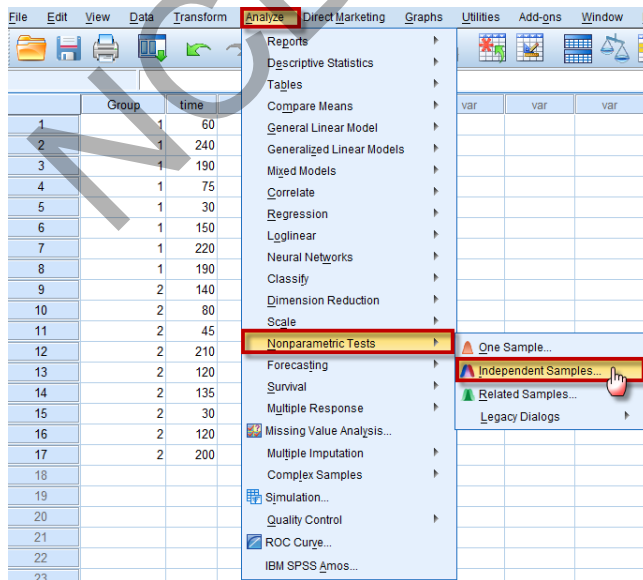 File Edit View Data Transform Analyze Direct Marketing Graphs Utilities Add-ons Window
Reports
Descriptive Statistics
Tables
Compare Means
General Linear Model
Generalized Linear Models
Mixed Models
Correlate
Regression
Loglinear
Neural Networks
Classify
Dimension Reduction
Scale
Nonparametric Tests
Forecasting
Survival
Multiple Response
Missing Value Analysis...
Multiple Imputation
Complex Samples
Simulation...
Quality Control
ROC Curve...
IBM SPSS Amos...
One Sample...
Independent Samples...
Related Samples...
Legacy Dialogs
Group time var var var
1 1 60
2 1 240
3 1 190
4 1 75
5 1 30
6 1 150
7 1 220
8 1 190
9 2 140
10 2 80
11 2 45
12 2 210
13 2 120
14 2 135
15 2 30
16 2 120
17 2 200
18
19
20
21
22
23